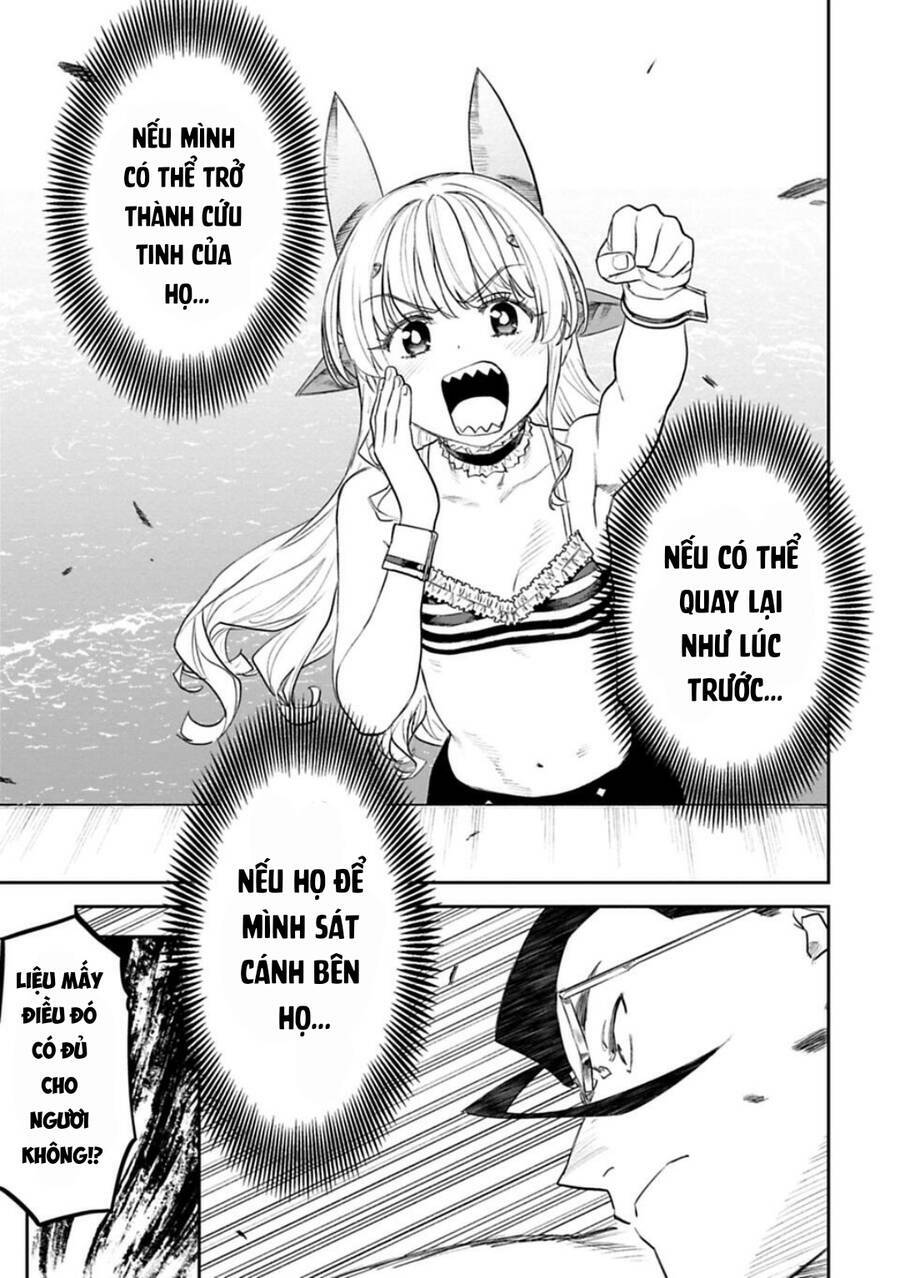 NẾU MÌNH
CÓ THỂ TRỞ
THÀNH CỨU
TINH CỦA
HỌ...
NẾU CÓ THỂ
QUAY LẠI
NHƯ LÚC
TRƯỚC...
NẾU HỌ ĐỂ
MÌNH SÁT
CÁNH BÊN
HỌ...
LIỆU MẤY
ĐIỀU ĐÓ
CÓ ĐỦ
CHO
NGƯƠI
KHÔNG!?